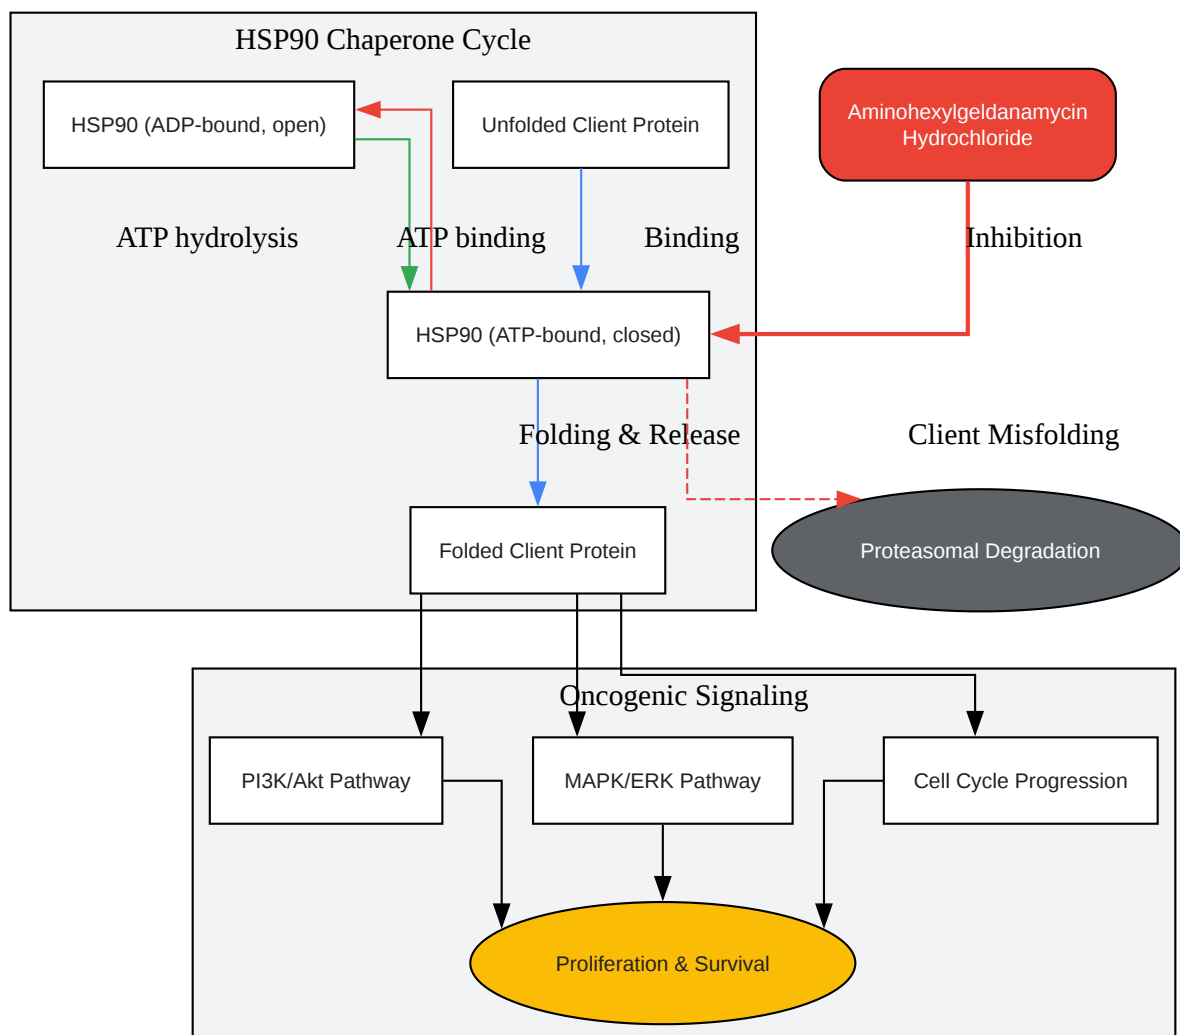 HSP90 Chaperone Cycle
HSP90 (ADP-bound, open)
Unfolded Client Protein
Aminohexylgeldanamycin
Hydrochloride
ATP hydrolysis
ATP binding
Binding
Inhibition
HSP90 (ATP-bound, closed)
Folding & Release
Client Misfolding
Folded Client Protein
Proteasomal Degradation
Oncogenic Signaling
PI3K/Akt Pathway
MAPK/ERK Pathway
Cell Cycle Progression
Proliferation & Survival